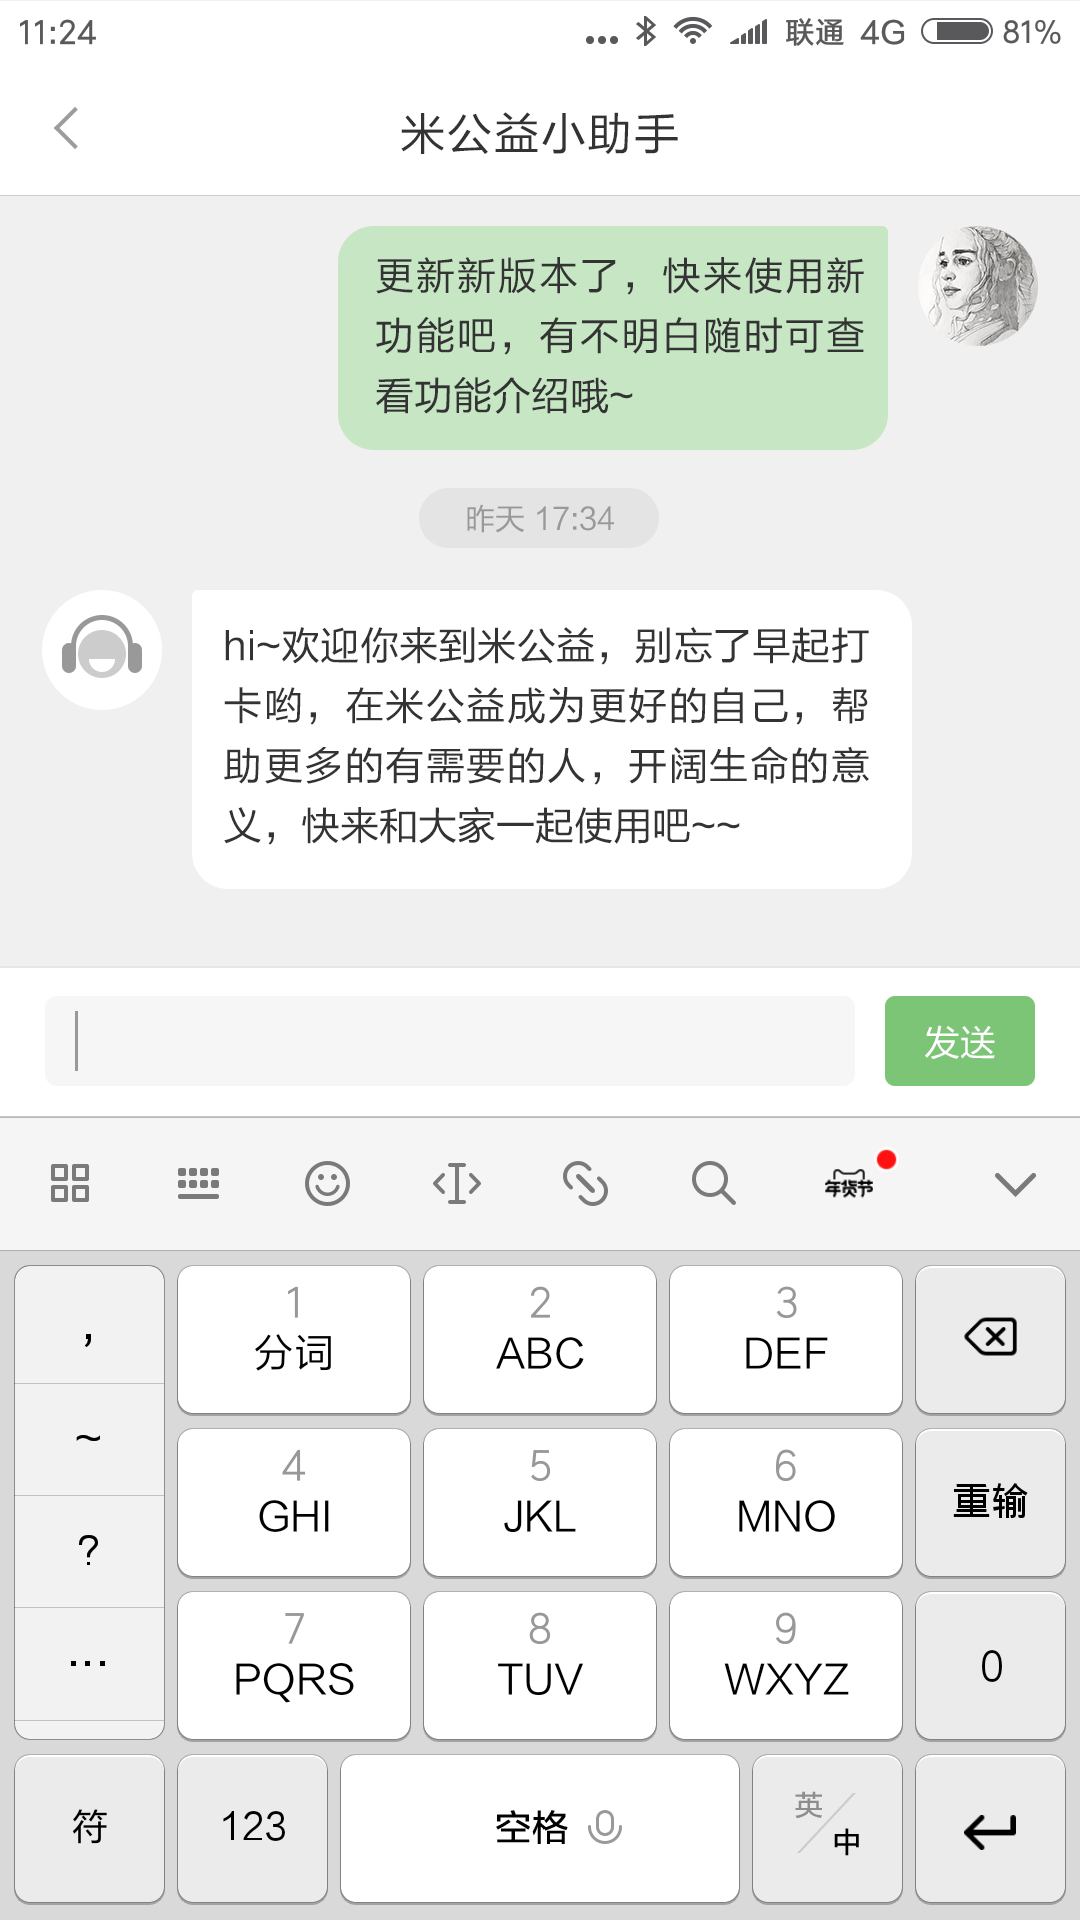 11:24 ... 联通 4G 81%
米公益小助手
更新新版本了，快来使用新
功能吧，有不明白随时可查
看功能介绍哦~
昨天 17:34
hi~欢迎你来到米公益，别忘了早起打
卡哟，在米公益成为更好的自己，帮
助更多的有需要的人，开阔生命的意
义，快来和大家一起使用吧~~
发送
年货节
，
1
分词
2
ABC
3
DEF
~
4
GHI
5
JKL
6
MNO
重输
?
7
PQRS
8
TUV
9
WXYZ
0
...
符
123
空格
英/中